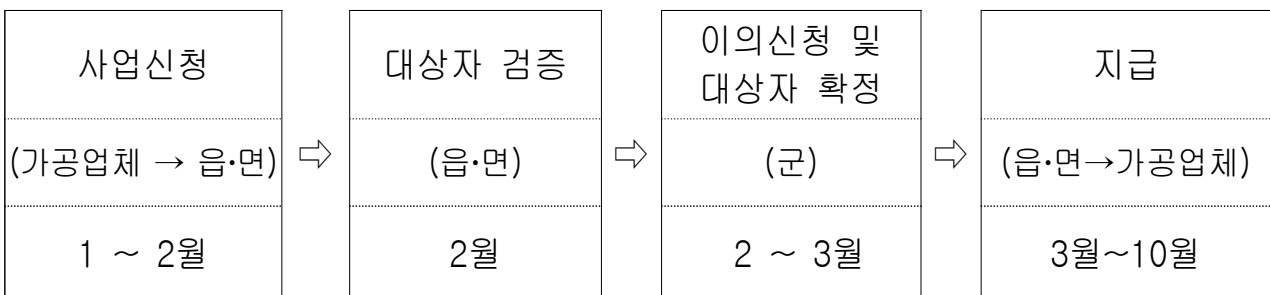 사업신청
(가공업체 → 읍·면)
1 ~ 2월
⇨
대상자 검증
(읍·면)
2월
⇨
이의신청 및
대상자 확정
(군)
2 ~ 3월
⇨
지급
(읍·면→가공업체)
3월~10월